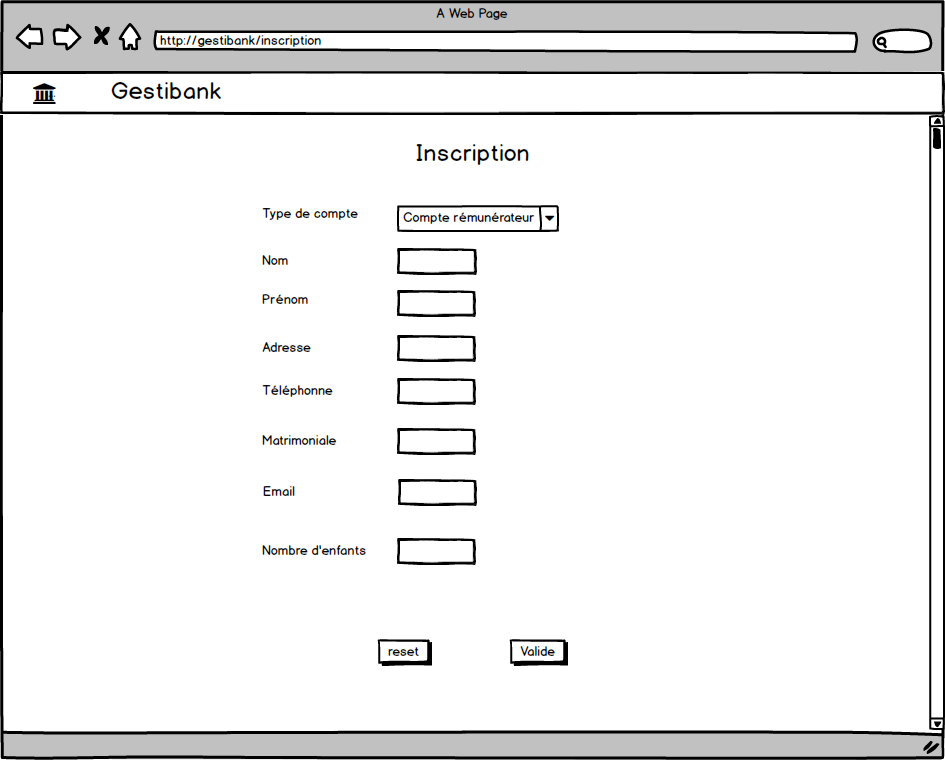 A Web Page
http://gestibank/inscription
Gestibank
Inscription
Type de compte
Compte rémunérateur
Nom
Prénom
Adresse
Téléphonne
Matrimoniale
Email
Nombre d'enfants
reset
Valide